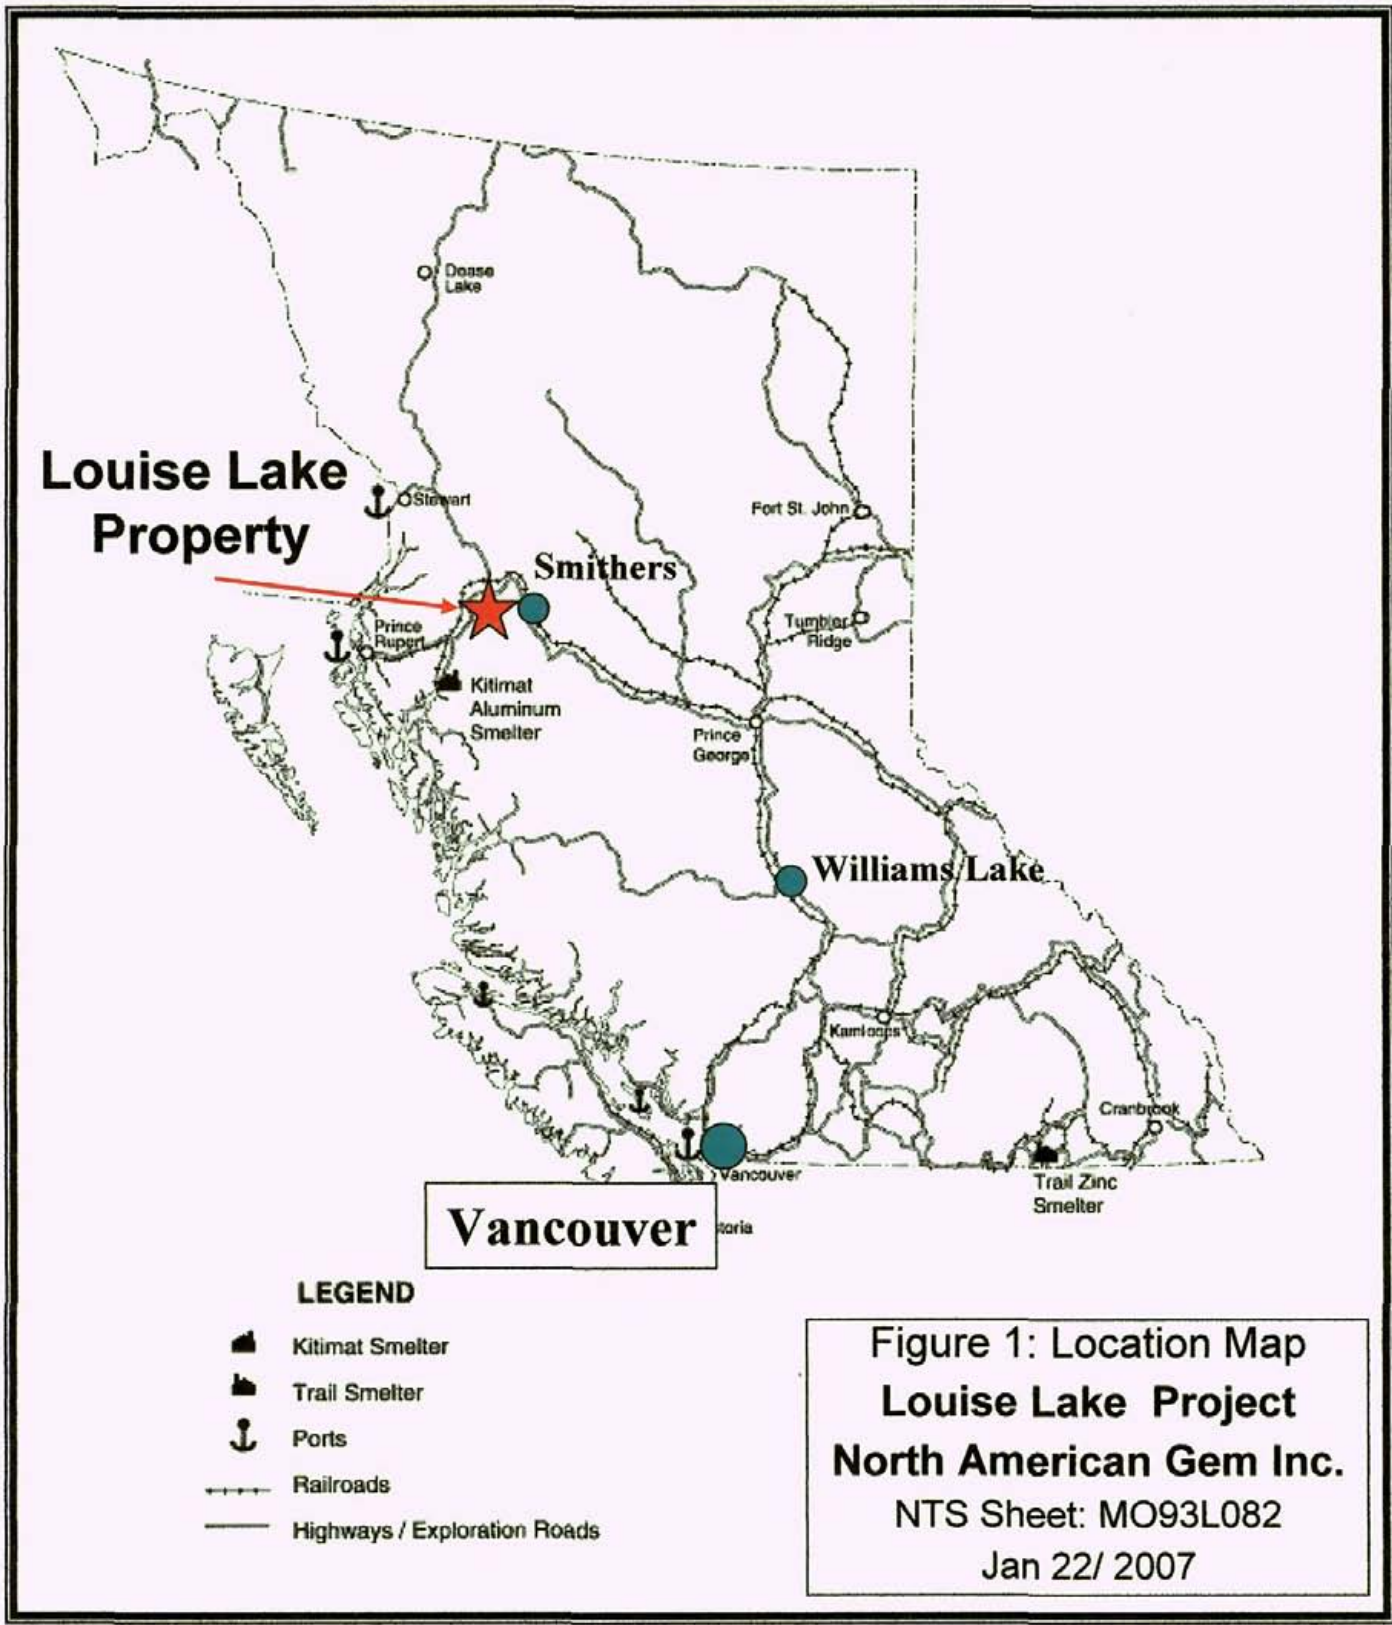 Dease
Lake
Louise Lake
Property
Stewart
Fort St. John
Smithers
Prince
Rupert
Tumbler
Ridge
Kitimat
Aluminum
Smelter
Prince
George
Williams Lake
Kamloops
Cranbrook
Vancouver
Trail Zinc
Smelter
Vancouver
toria
LEGEND
Kitimat Smelter
Trail Smelter
Ports
Railroads
Highways / Exploration Roads
Figure 1: Location Map
Louise Lake Project
North American Gem Inc.
NTS Sheet: MO93L082
Jan 22/ 2007